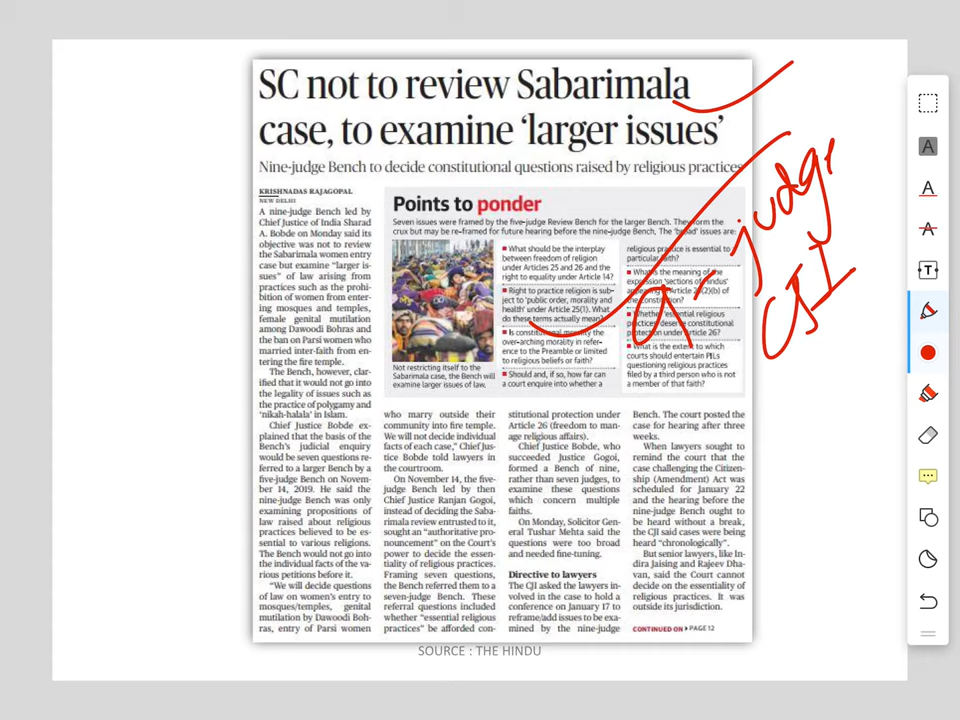 SC not to review Sabarimala
case, to examine ‘larger issues’
Nine-judge Bench to decide constitutional questions raised by religious practices
KRISHNADAS RAJAGOPAL
NEW DELHI
A nine-judge Bench led by
Chief Justice of India Sharad
A. Bobde on Monday said its
objective was not to review
the Sabarimala women entry
case but examine “larger is-
sues” of law arising from
practices such as the prohi-
bition of women from enter-
ing mosques and temples,
female genital mutilation
among Dawoodi Bohras and
the ban on Parsi women who
married inter-faith from en-
tering the fire temple.
The Bench, however, clar-
ified that it would not go into
the legality of issues such as
the practice of polygamy and
‘nikah-halala’ in Islam.
Chief Justice Bobde ex-
plained that the basis of the
Bench’s judicial enquiry
would be seven questions re-
ferred to a larger Bench by a
five-judge Bench on Novem-
ber 14, 2019. He said the
nine-judge Bench was only
examining propositions of
law raised about religious
practices believed to be es-
sential to various religions.
The Bench would not go into
the individual facts of the va-
rious petitions before it.
“We will decide questions
of law on women’s entry to
mosques/temples, genital
mutilation by Dawoodi Boh-
ras, entry of Parsi women
Points to ponder
Seven issues were framed by the five-judge Review Bench for the larger Bench. They form the
crux but may be re-framed for future hearing before the nine-judge Bench, The ‘broad’ issues are:
Not restricting itself to the
Sabarimala case, the Bench will
examine larger issues of law.
What should be the interplay
between freedom of religion
under Articles 25 and 26 and the
right to equality under Article 14?
Right to practice religion is sub-
ject to ‘public order, morality and
health’ under Article 25(1). What
do these terms actually mean?
Is constitutional morality the
over-arching morality in refer-
ence to the Preamble or limited
to religious beliefs or faith?
Should and, if so, how far can
a court enquire into whether a
religious practice is essential to
particular faith?
What is the meaning of the
expression ‘sections of Hindus’
appearing in Article 25(2)(b) of
the Constitution?
Whether ‘essential religious
practices’ deserve constitutional
protection under Article 26?
What is the extent to which
courts should entertain PILs
questioning religious practices
filed by a third person who is not
a member of that faith?
who marry outside their
community into fire temple.
We will not decide individual
facts of each case,” Chief Jus-
tice Bobde told lawyers in
the courtroom.
On November 14, the five-
judge Bench led by then
Chief Justice Ranjan Gogoi,
instead of deciding the Saba-
rimala review entrusted to it,
sought an “authoritative pro-
nouncement” on the Court’s
power to decide the essen-
tiality of religious practices.
Framing seven questions,
the Bench referred them to a
seven-judge Bench. These
referral questions included
whether “essential religious
practices” be afforded con-
stitutional protection under
Article 26 (freedom to man-
age religious affairs).
Chief Justice Bobde, who
succeeded Justice Gogoi,
formed a Bench of nine,
rather than seven judges, to
examine these questions
which concern multiple
faiths.
On Monday, Solicitor Gen-
eral Tushar Mehta said the
questions were too broad
and needed fine-tuning.
Directive to lawyers
The CJI asked the lawyers in-
volved in the case to hold a
conference on January 17 to
reframe/add issues to be exa-
mined by the nine-judge
Bench. The court posted the
case for hearing after three
weeks.
When lawyers sought to
remind the court that the
case challenging the Citizen-
ship (Amendment) Act was
scheduled for January 22
and the hearing before the
nine-judge Bench ought to
be heard without a break,
the CJI said cases were being
heard “chronologically”.
But senior lawyers, like In-
dira Jaising and Rajeev Dha-
van, said the Court cannot
decide on the essentiality of
religious practices. It was
outside its jurisdiction.
CONTINUED ON ▸ PAGE 12
9-judge
CJI
SOURCE : THE HINDU
A
A
A
T